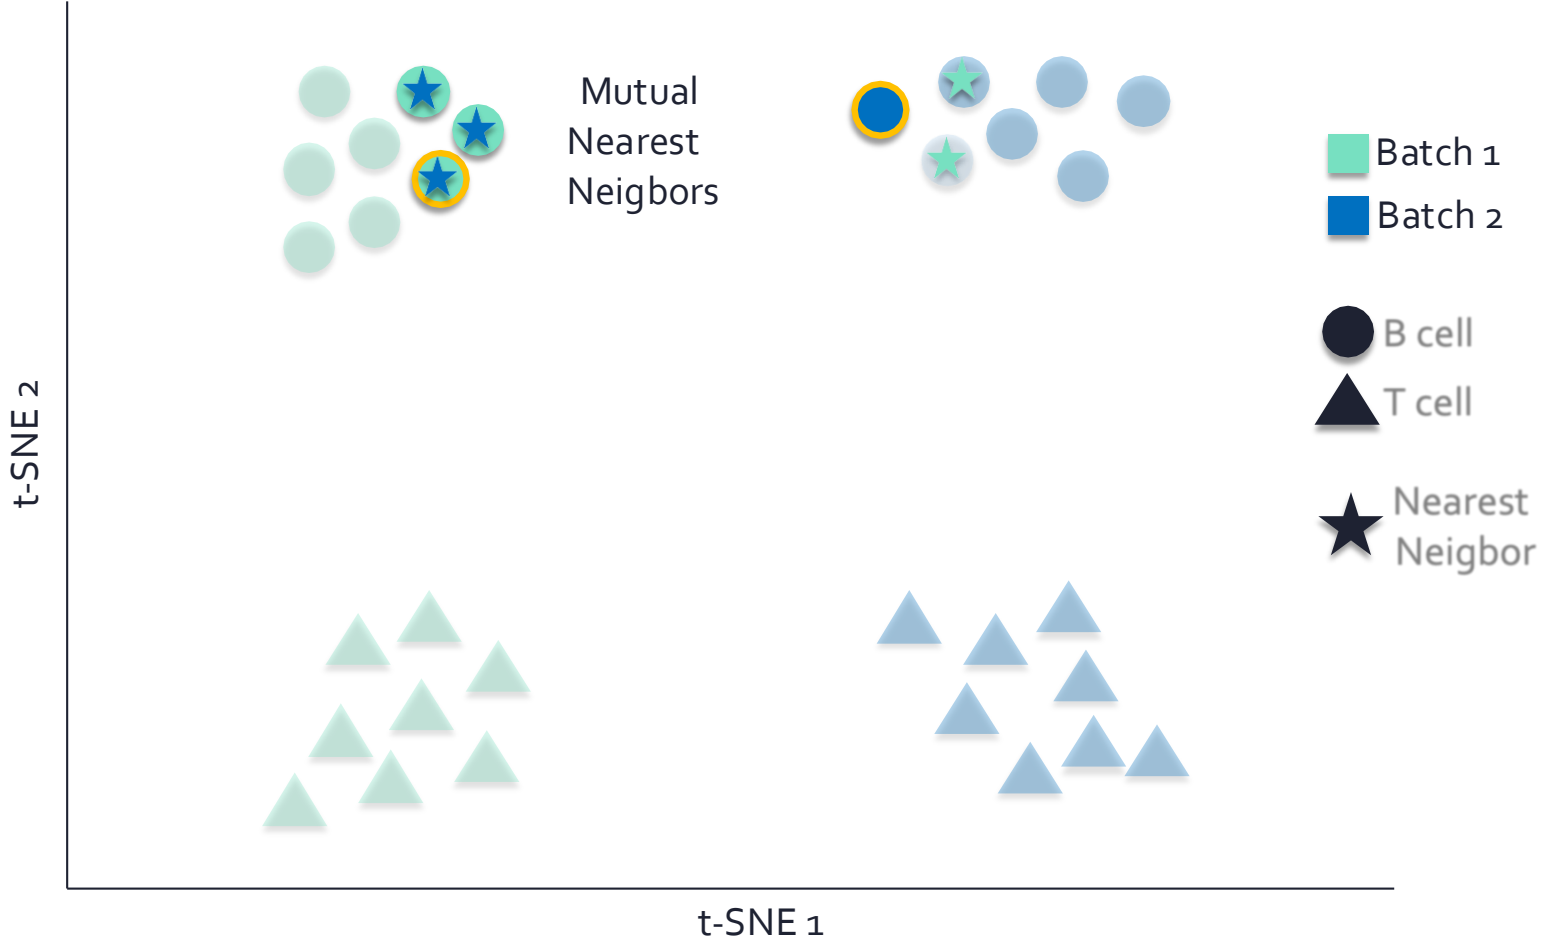 Mutual
Nearest
Neigbors
Batch 1
Batch 2
B cell
T cell
Nearest
Neigbor
t-SNE 2
t-SNE 1